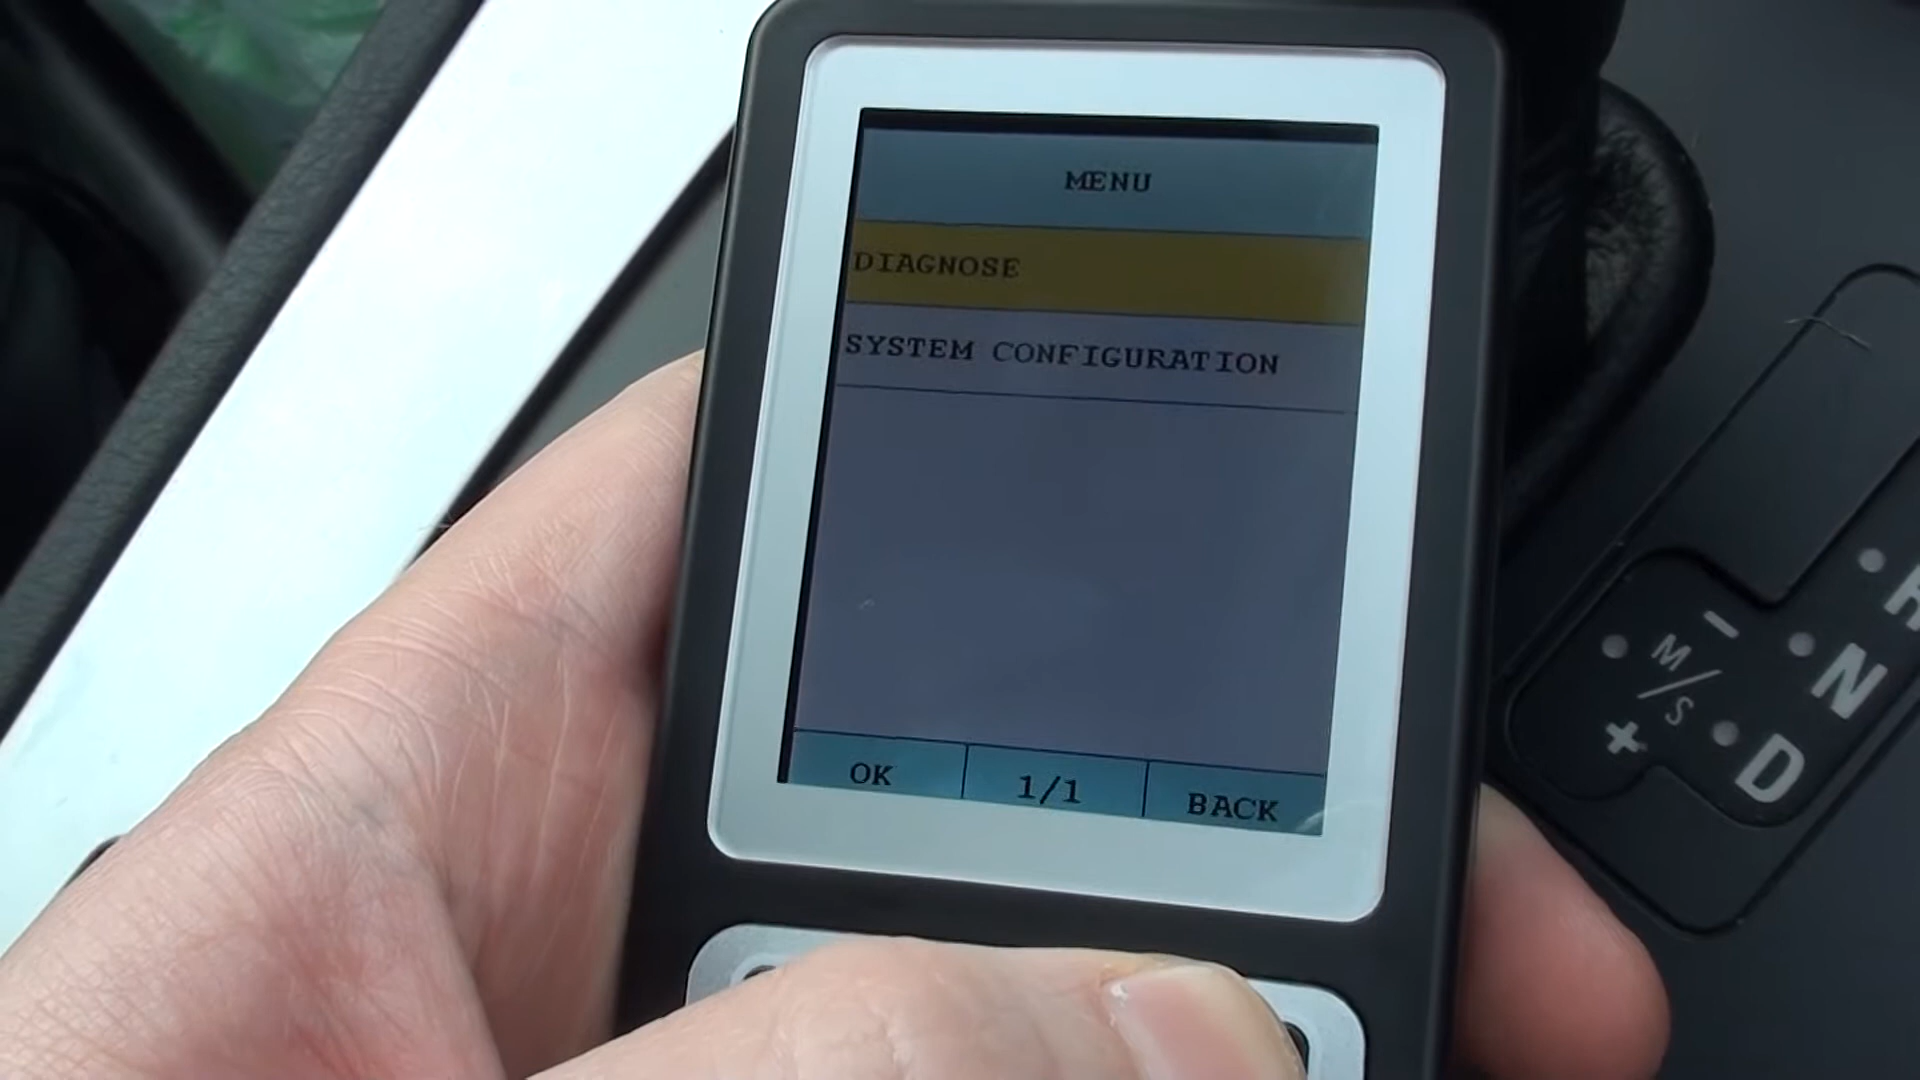 MENU
DIAGNOSE
SYSTEM CONFIGURATION
OK 1/1 BACK
R
N
D
M/S
−
+